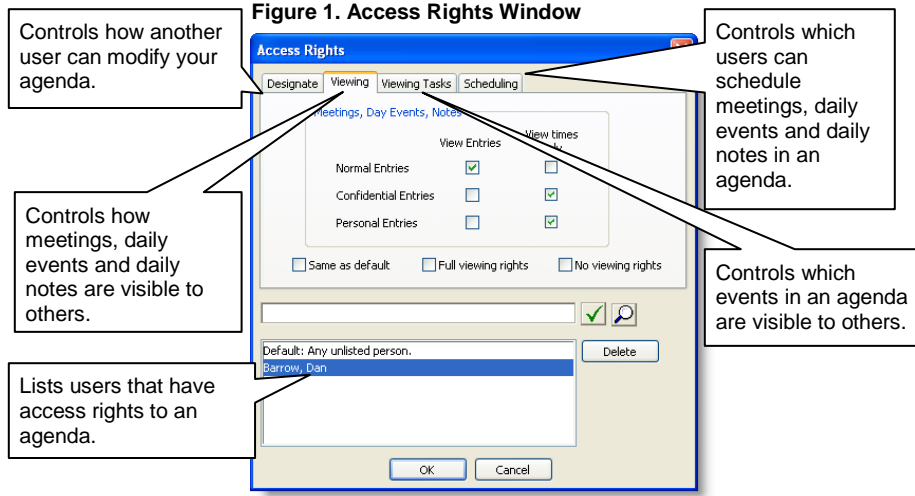 Figure 1. Access Rights Window
Controls how another
user can modify your
agenda.
Controls which
users can
schedule
meetings, daily
events and daily
notes in an
agenda.
Access Rights
Designate Viewing Viewing Tasks Scheduling
Meetings, Day Events, Notes
View Entries
View times
Normal Entries
Confidential Entries
Personal Entries
Same as default Full viewing rights No viewing rights
Controls how
meetings, daily
events and daily
notes are visible to
others.
Controls which
events in an agenda
are visible to others.
Default: Any unlisted person.
Delete
Barrow, Dan
Lists users that have
access rights to an
agenda.
OK Cancel